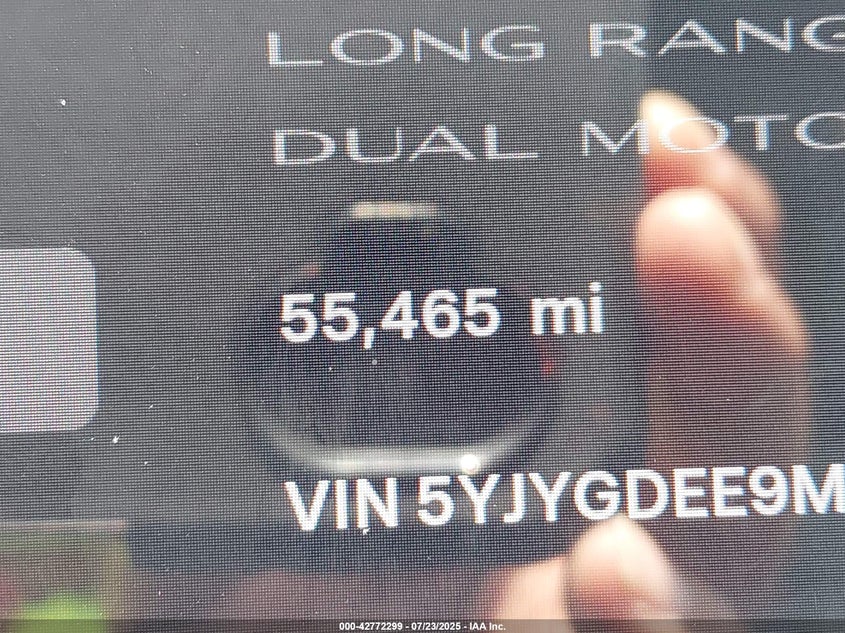 LONG RANG
DUAL MOTO
55,465 mi
VIN 5YJYGDEE9M
000-42772299 - 07/23/2025 - IAA Inc.